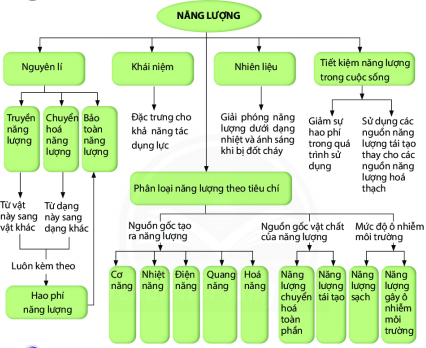 NĂNG LƯỢNG
Nguyên lí
Khái niệm
Nhiên liệu
Tiết kiệm năng lượng
trong cuộc sống
Truyền
năng
lượng
Chuyển
hoá
năng
lượng
Bảo
toàn
năng
lượng
Đặc trưng cho
khả năng tác
dụng lực
Giải phóng năng
lượng dưới dạng
nhiệt và ánh sáng
khi bị đốt cháy
Giảm sự
hao phí
trong quá
trình sử
dụng
Sử dụng các
nguồn năng
lượng tái tạo
thay cho các
nguồn năng
lượng hoá
thạch
Từ vật
này sang
vật khác
Từ dạng
này sang
dạng khác
Luôn kèm theo
Hao phí
năng lượng
Phân loại năng lượng theo tiêu chí
Nguồn gốc tạo
ra năng lượng
Nguồn gốc vật chất
của năng lượng
Mức độ ô nhiễm
môi trường
Cơ
năng
Nhiệt
năng
Điện
năng
Quang
năng
Hoá
năng
Năng
lượng
chuyển
hoá
toàn
phần
Năng
lượng
tái tạo
Năng
lượng
sạch
Năng
lượng
gây ô
nhiễm
môi
trường